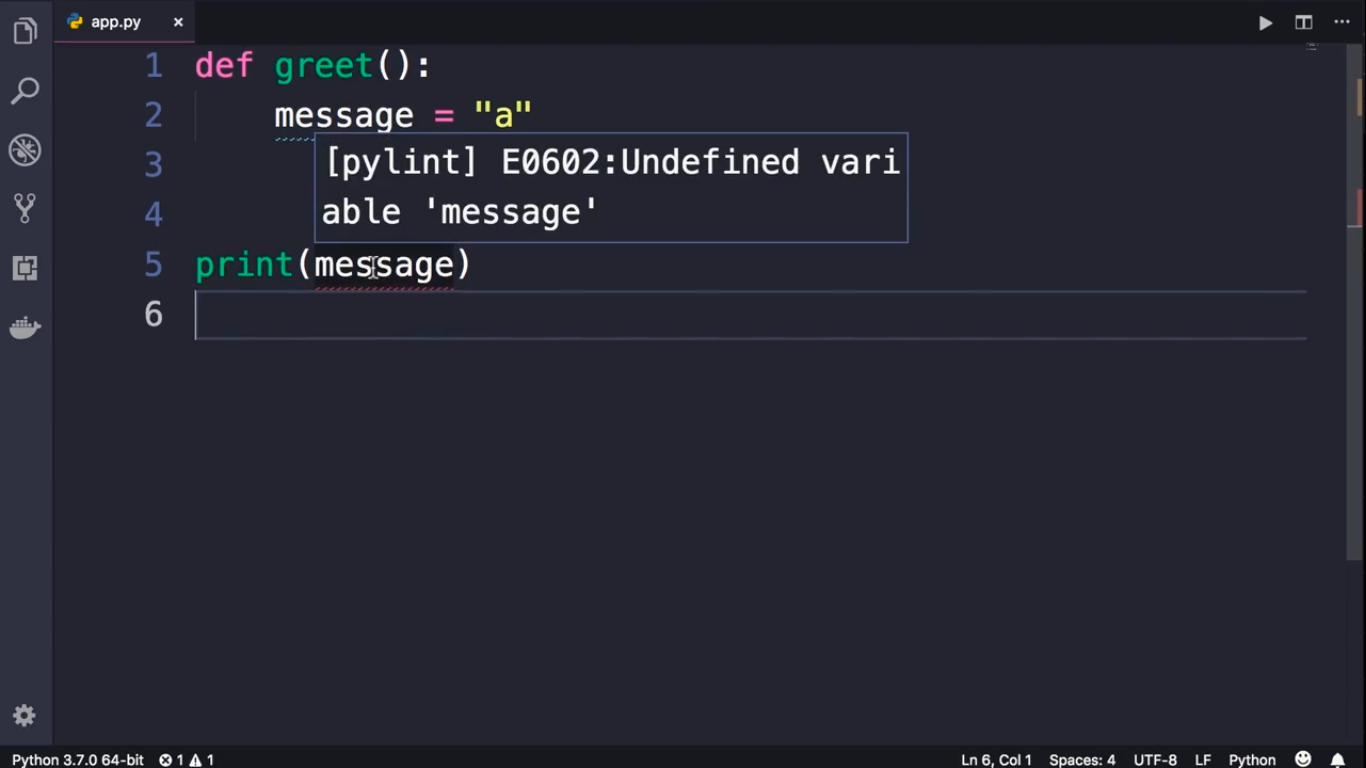 app.py
1 def greet():
2 message = "a"
3
[pylint] E0602:Undefined vari
able 'message'
4
5 print(message)
6
Python 3.7.0 64-bit 1 1 Ln 6, Col 1 Spaces: 4 UTF-8 LF Python